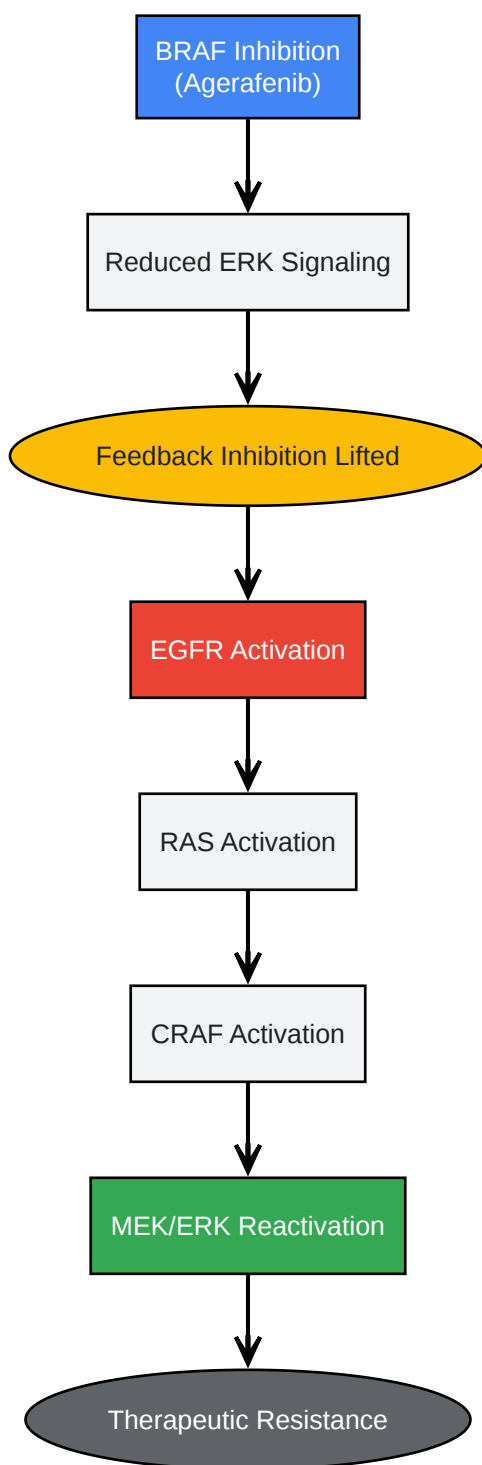 BRAF Inhibition
(Agerafenib)
Reduced ERK Signaling
Feedback Inhibition Lifted
EGFR Activation
RAS Activation
CRAF Activation
MEK/ERK Reactivation
Therapeutic Resistance